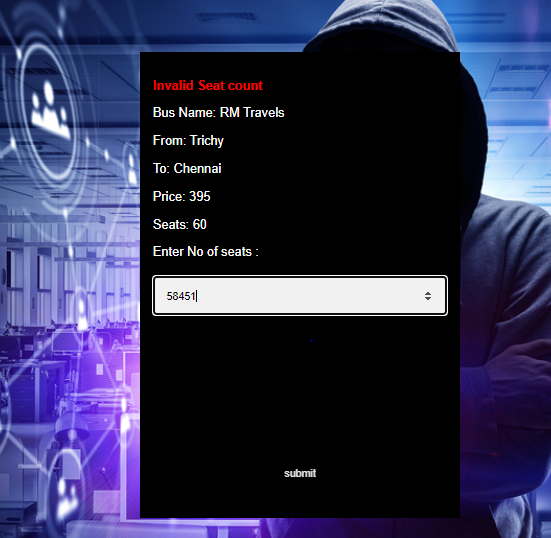 Invalid Seat count
Bus Name: RM Travels
From: Trichy
To: Chennai
Price: 395
Seats: 60
Enter No of seats :
58451
submit